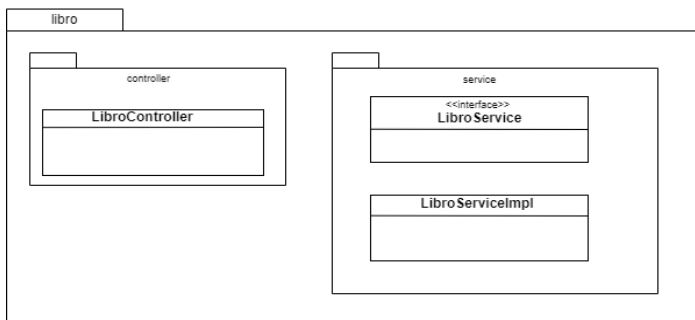 libro
controller
LibroController
service
<<interface>>
LibroService
LibroServiceImpl